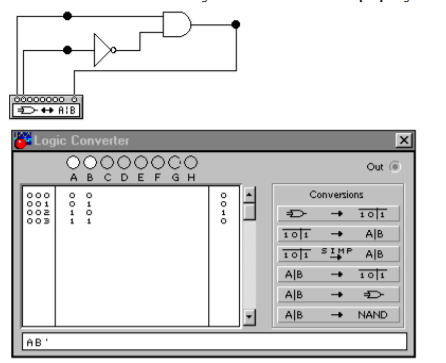 A|B
Logic Converter
Out
A B C D E F G H
Conversions
000 0 0 0
001 0 1 0
002 1 0 1
003 1 1 0
→ 1 0 1
1 0 1 → A|B
1 0 1 SIMP → A|B
A|B → 1 0 1
A|B →
A|B → NAND
AB'